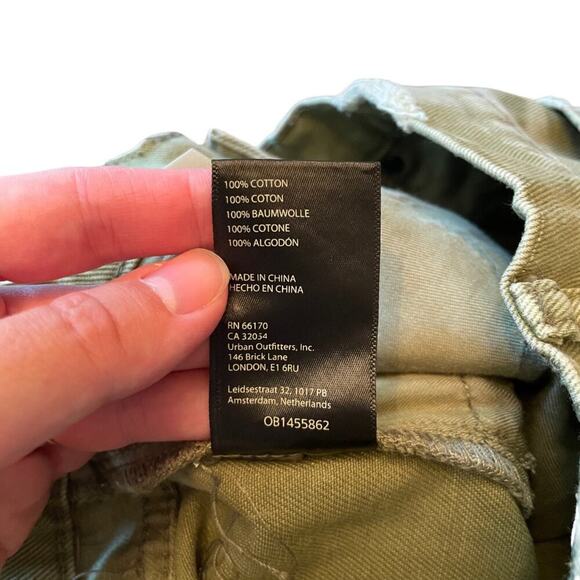 100% COTTON
100% COTON
100% BAUMWOLLE
100% COTONE
100% ALGODÓN
MADE IN CHINA
HECHO EN CHINA
RN 66170
CA 32054
Urban Outfitters, Inc.
146 Brick Lane
LONDON, E1 6RU
Leidsestraat 32, 1017 PB
Amsterdam, Netherlands
OB1455862